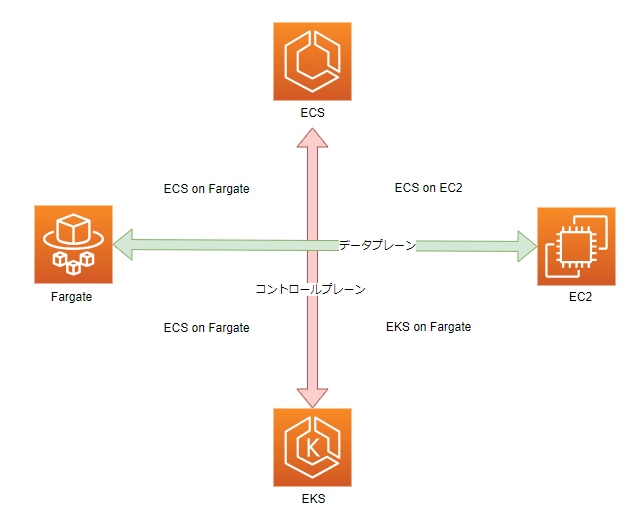 ECS
ECS on Fargate
ECS on EC2
データプレーン
Fargate
EC2
コントロールプレーン
ECS on Fargate
EKS on Fargate
K
EKS